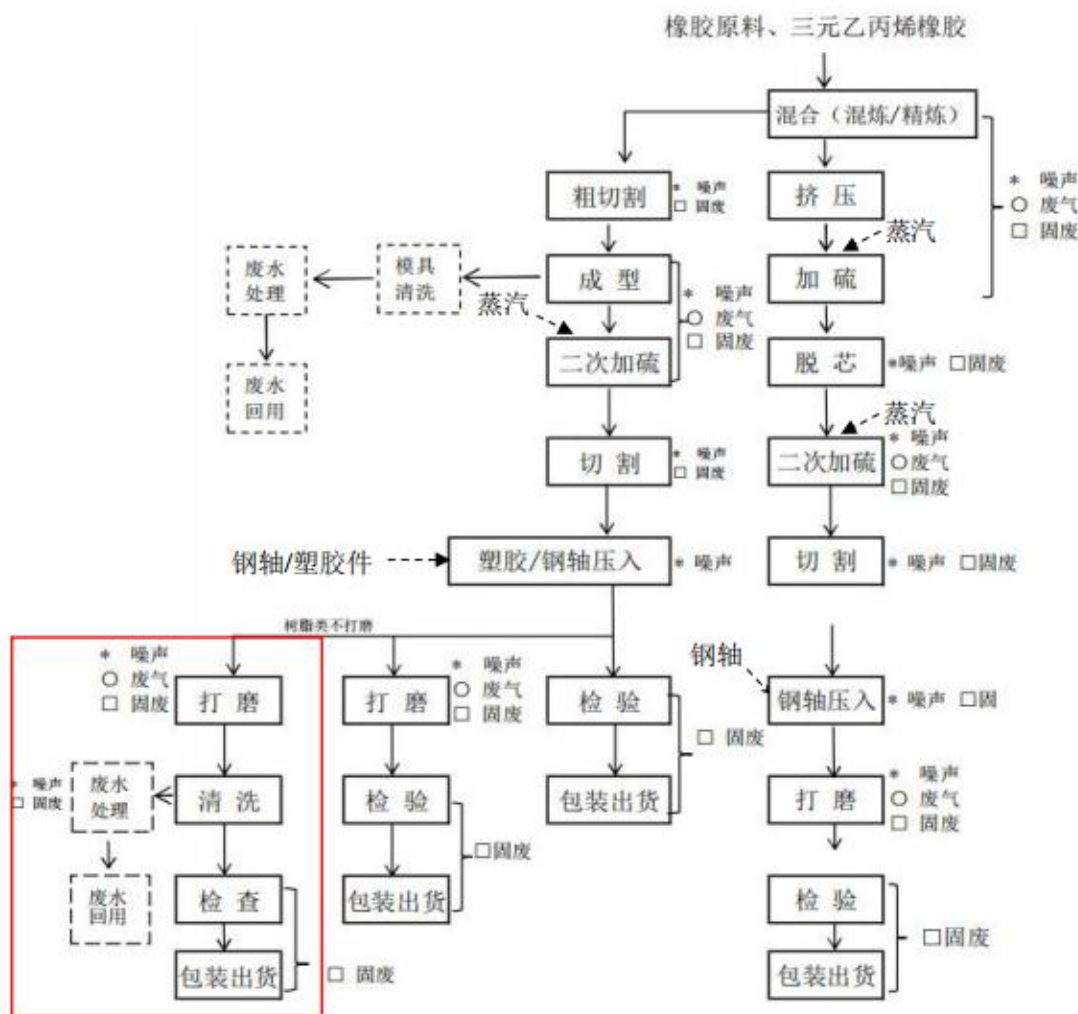 橡胶原料、三元乙丙烯橡胶
混合（混炼/精炼）
* 噪声
○ 废气
□ 固废
粗切割
* 噪声
□ 固废
挤 压
蒸汽
废水
处理
模具
清洗
成 型
* 噪声
○ 废气
□ 固废
加 硫
蒸汽
废水
回用
二次加硫
脱 芯
*噪声 □固废
蒸汽
切 割
* 噪声
□ 固废
二次加硫
* 噪声
○废气
□固废
钢轴/塑胶件
塑胶/钢轴压入
* 噪声
切 割
* 噪声 □固废
树脂类不打磨
* 噪声
○ 废气
□ 固废
打 磨
打 磨
* 噪声
○ 废气
□ 固废
检 验
□ 固废
包装出货
钢轴
钢轴压入
* 噪声 □固
* 噪声
□ 固废
废水
处理
清 洗
检 验
□固废
打 磨
* 噪声
○ 废气
□ 固废
废水
回用
检 查
包装出货
□ 固废
包装出货
检 验
□固废
包装出货